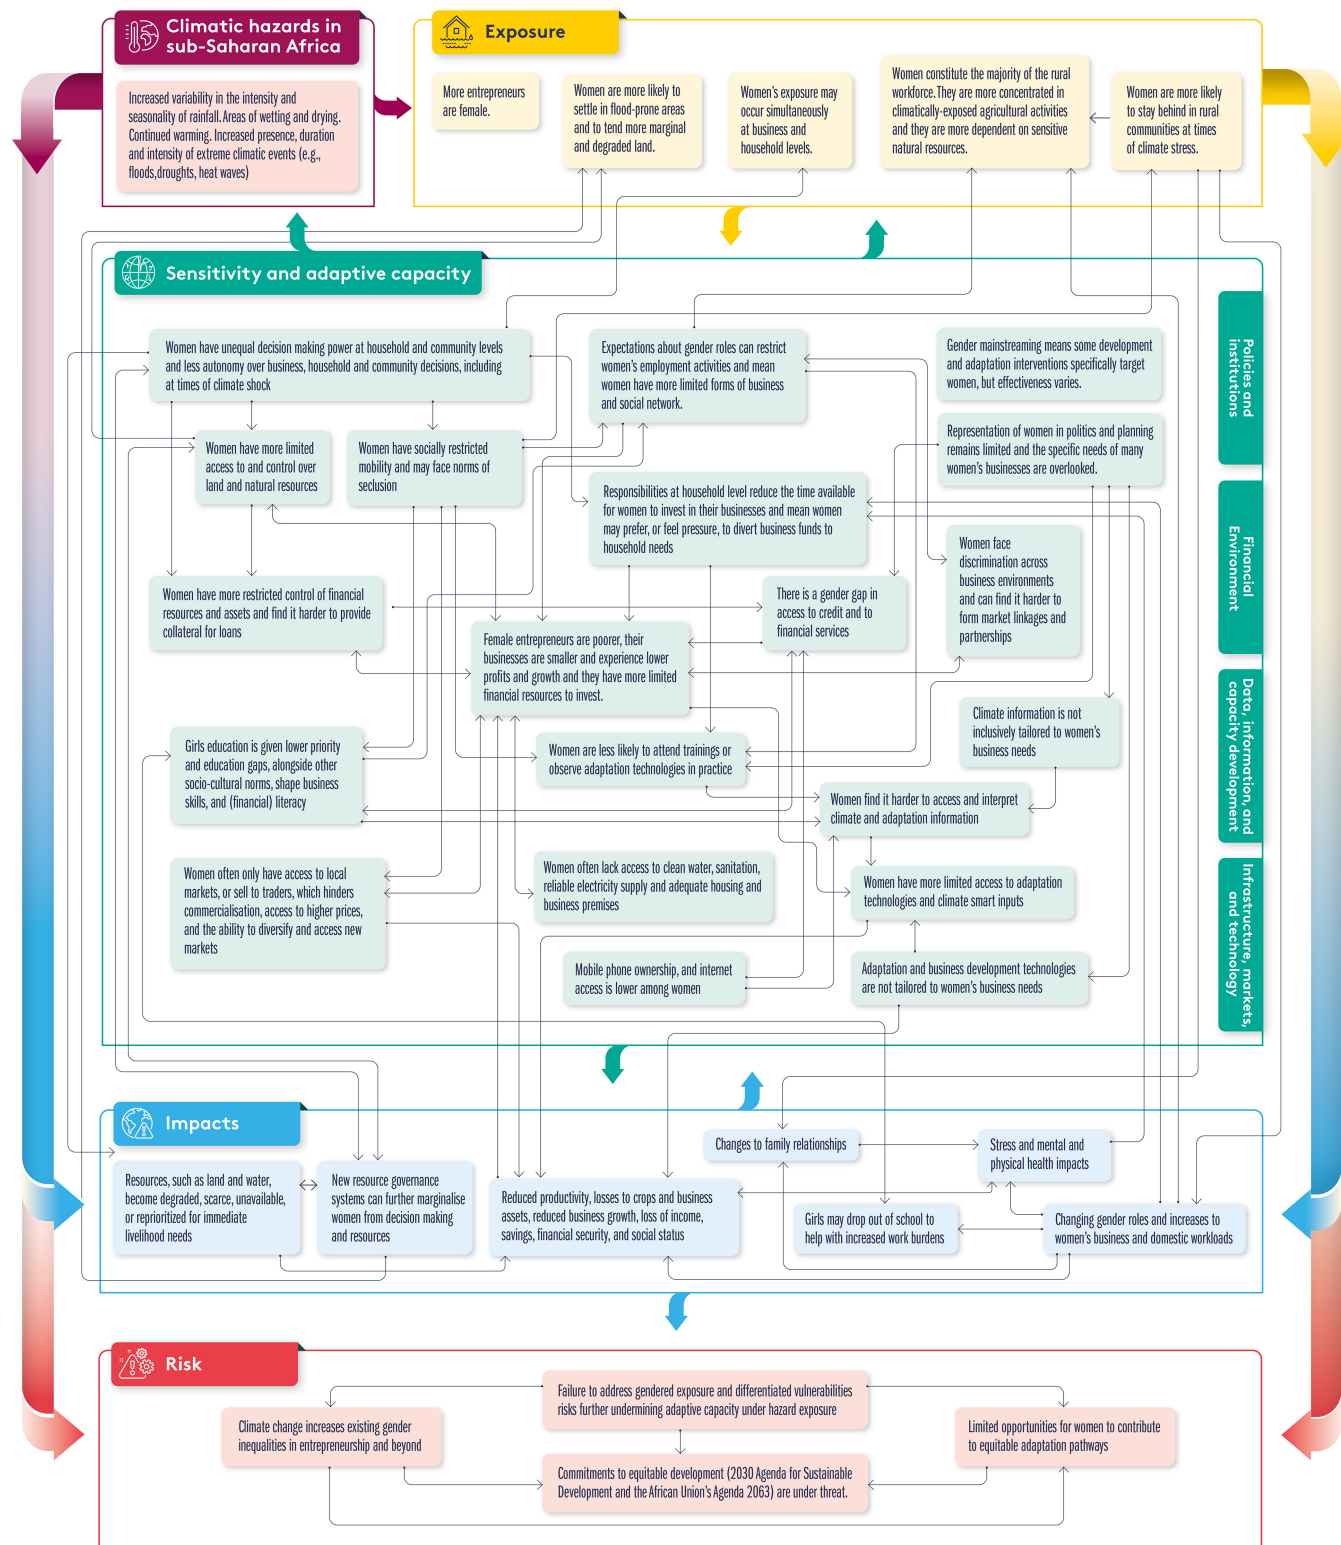 Climatic hazards in
sub-Saharan Africa
Increased variability in the intensity and
seasonality of rainfall. Areas of wetting and drying.
Continued warming. Increased presence, duration
and intensity of extreme climatic events (e.g.,
floods,droughts, heat waves)
Exposure
More entrepreneurs
are female.
Women are more likely to
settle in flood-prone areas
and to tend more marginal
and degraded land.
Women's exposure may
occur simultaneously
at business and
household levels.
Women constitute the majority of the rural
workforce. They are more concentrated in
climatically-exposed agricultural activities
and they are more dependent on sensitive
natural resources.
Women are more likely
to stay behind in rural
communities at times
of climate stress.
Sensitivity and adaptive capacity
Policies and
institutions
Financial
Environment
Data, information, and
capacity development
Infrastructure, markets,
and technology
Women have unequal decision making power at household and community levels
and less autonomy over business, household and community decisions, including
at times of climate shock
Expectations about gender roles can restrict
women's employment activities and mean
women have more limited forms of business
and social network.
Gender mainstreaming means some development
and adaptation interventions specifically target
women, but effectiveness varies.
Women have more limited
access to and control over
land and natural resources
Women have socially restricted
mobility and may face norms of
seclusion
Representation of women in politics and planning
remains limited and the specific needs of many
women's businesses are overlooked.
Responsibilities at household level reduce the time available
for women to invest in their businesses and mean women
may prefer, or feel pressure, to divert business funds to
household needs
Women face
discrimination across
business environments
and can find it harder to
form market linkages and
partnerships
Women have more restricted control of financial
resources and assets and find it harder to provide
collateral for loans
There is a gender gap in
access to credit and to
financial services
Female entrepreneurs are poorer, their
businesses are smaller and experience lower
profits and growth and they have more limited
financial resources to invest.
Climate information is not
inclusively tailored to women's
business needs
Girls education is given lower priority
and education gaps, alongside other
socio-cultural norms, shape business
skills, and (financial) literacy
Women are less likely to attend trainings or
observe adaptation technologies in practice
Women find it harder to access and interpret
climate and adaptation information
Women often only have access to local
markets, or sell to traders, which hinders
commercialisation, access to higher prices,
and the ability to diversify and access new
markets
Women often lack access to clean water, sanitation,
reliable electricity supply and adequate housing and
business premises
Women have more limited access to adaptation
technologies and climate smart inputs
Mobile phone ownership, and internet
access is lower among women
Adaptation and business development technologies
are not tailored to women's business needs
Impacts
Changes to family relationships
Stress and mental and
physical health impacts
Resources, such as land and water,
become degraded, scarce, unavailable,
or reprioritized for immediate
livelihood needs
New resource governance
systems can further marginalise
women from decision making
and resources
Reduced productivity, losses to crops and business
assets, reduced business growth, loss of income,
savings, financial security, and social status
Girls may drop out of school to
help with increased work burdens
Changing gender roles and increases to
women's business and domestic workloads
Risk
Failure to address gendered exposure and differentiated vulnerabilities
risks further undermining adaptive capacity under hazard exposure
Climate change increases existing gender
inequalities in entrepreneurship and beyond
Limited opportunities for women to contribute
to equitable adaptation pathways
Commitments to equitable development (2030 Agenda for Sustainable
Development and the African Union's Agenda 2063) are under threat.